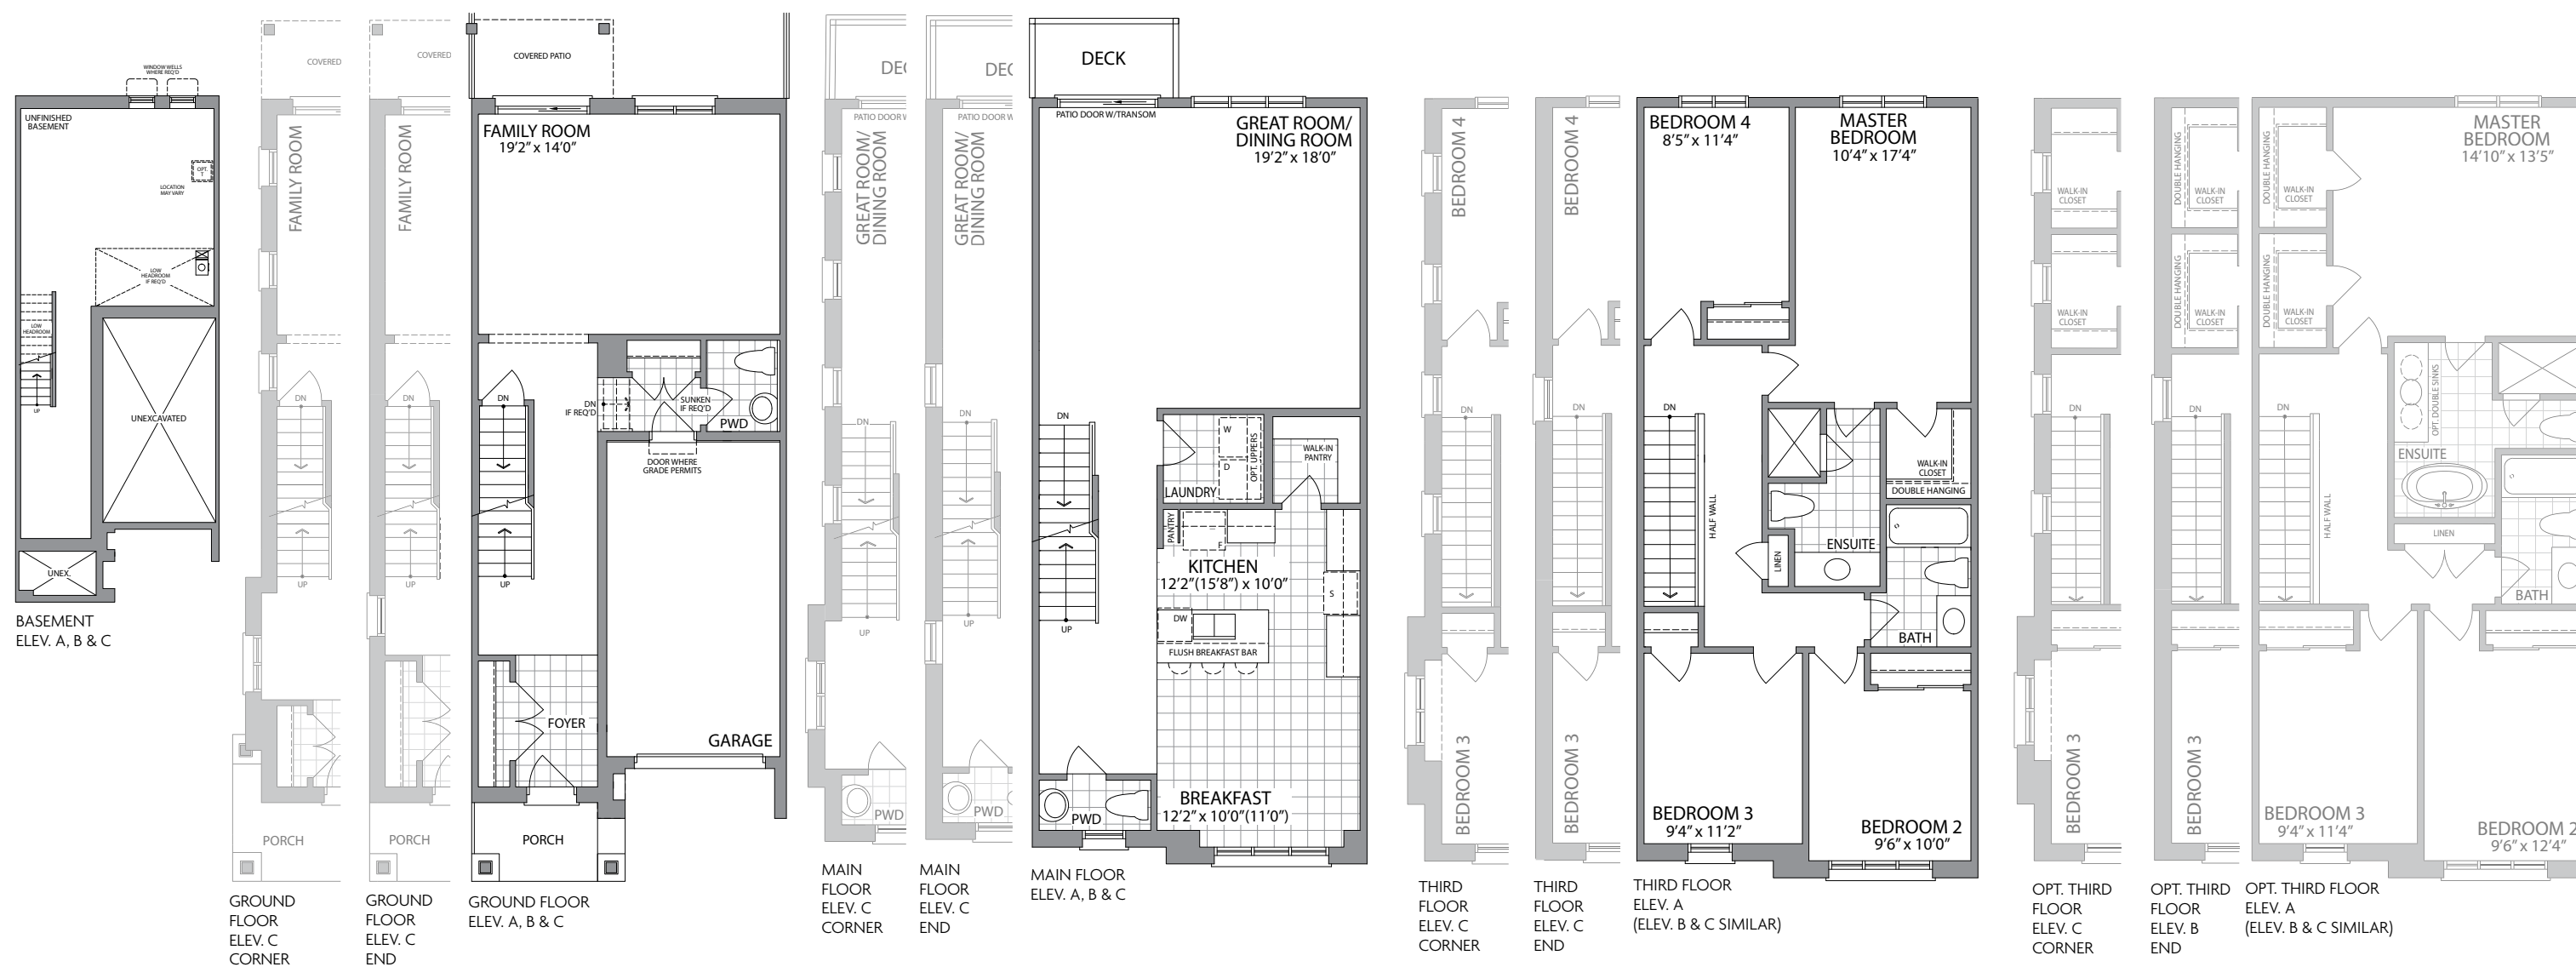 WINDOW WELLS
WHERE REQ'D
UNFINISHED
BASEMENT
OPT.
T
LOCATION
MAY VARY
LOW
HEADROOM
IF REQ'D
LOW
HEADROOM
UP
UNEXCAVATED
UNEX.
BASEMENT
ELEV. A, B & C
COVERED
FAMILY ROOM
DN
UP
PORCH
GROUND
FLOOR
ELEV. C
CORNER
COVERED
FAMILY ROOM
DN
UP
PORCH
GROUND
FLOOR
ELEV. C
END
COVERED PATIO
FAMILY ROOM
19'2" x 14'0"
DN
DN
IF REQ'D
SUNKEN
IF REQ'D
PWD
DOOR WHERE
GRADE PERMITS
UP
FOYER
GARAGE
PORCH
GROUND FLOOR
ELEV. A, B & C
DEC
PATIO DOOR W
GREAT ROOM/
DINING ROOM
DN
UP
PWD
MAIN
FLOOR
ELEV. C
CORNER
DEC
PATIO DOOR W
GREAT ROOM/
DINING ROOM
DN
UP
PWD
MAIN
FLOOR
ELEV. C
END
DECK
PATIO DOOR W/TRANSOM
GREAT ROOM/
DINING ROOM
19'2" x 18'0"
DN
W
D
OPT. UPPERS
LAUNDRY
WALK-IN
PANTRY
PANTRY
F
KITCHEN
12'2"(15'8") x 10'0"
S
DW
UP
FLUSH BREAKFAST BAR
BREAKFAST
12'2" x 10'0"(11'0")
PWD
MAIN FLOOR
ELEV. A, B & C
BEDROOM 4
DN
BEDROOM 3
THIRD
FLOOR
ELEV. C
CORNER
BEDROOM 4
DN
BEDROOM 3
THIRD
FLOOR
ELEV. C
END
BEDROOM 4
8'5" x 11'4"
MASTER
BEDROOM
10'4" x 17'4"
DN
HALF WALL
WALK-IN
CLOSET
DOUBLE HANGING
ENSUITE
LINEN
BATH
BEDROOM 3
9'4" x 11'2"
BEDROOM 2
9'6" x 10'0"
THIRD FLOOR
ELEV. A
(ELEV. B & C SIMILAR)
WALK-IN
CLOSET
WALK-IN
CLOSET
DN
BEDROOM 3
OPT. THIRD
FLOOR
ELEV. C
CORNER
DOUBLE HANGING
WALK-IN
CLOSET
DOUBLE HANGING
WALK-IN
CLOSET
DN
BEDROOM 3
OPT. THIRD
FLOOR
ELEV. B
END
DOUBLE HANGING
WALK-IN
CLOSET
DOUBLE HANGING
WALK-IN
CLOSET
MASTER
BEDROOM
14'10" x 13'5"
OPT. DOUBLE SINKS
DN
ENSUITE
HALF WALL
LINEN
BATH
BEDROOM 3
9'4" x 11'4"
BEDROOM 2
9'6" x 12'4"
OPT. THIRD FLOOR
ELEV. A
(ELEV. B & C SIMILAR)